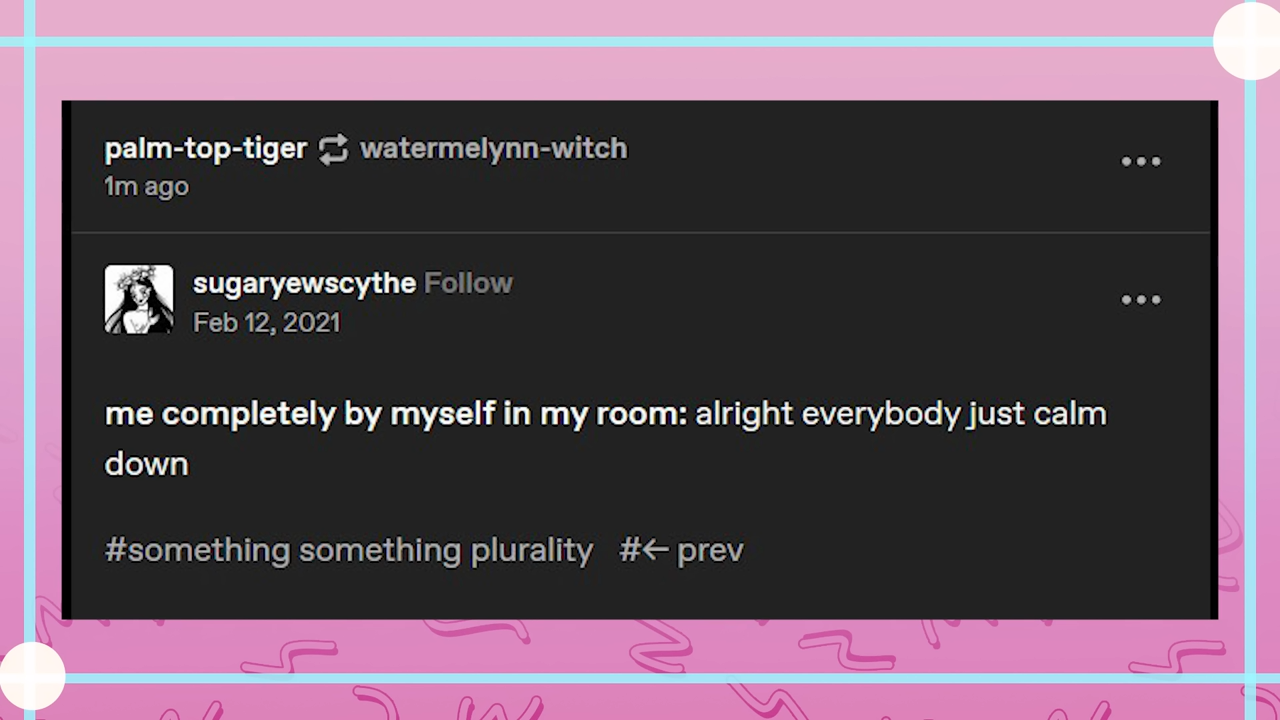 palm-top-tiger watermelynn-witch
1m ago
sugaryewscythe Follow
Feb 12, 2021
me completely by myself in my room: alright everybody just calm
down
#something something plurality #← prev